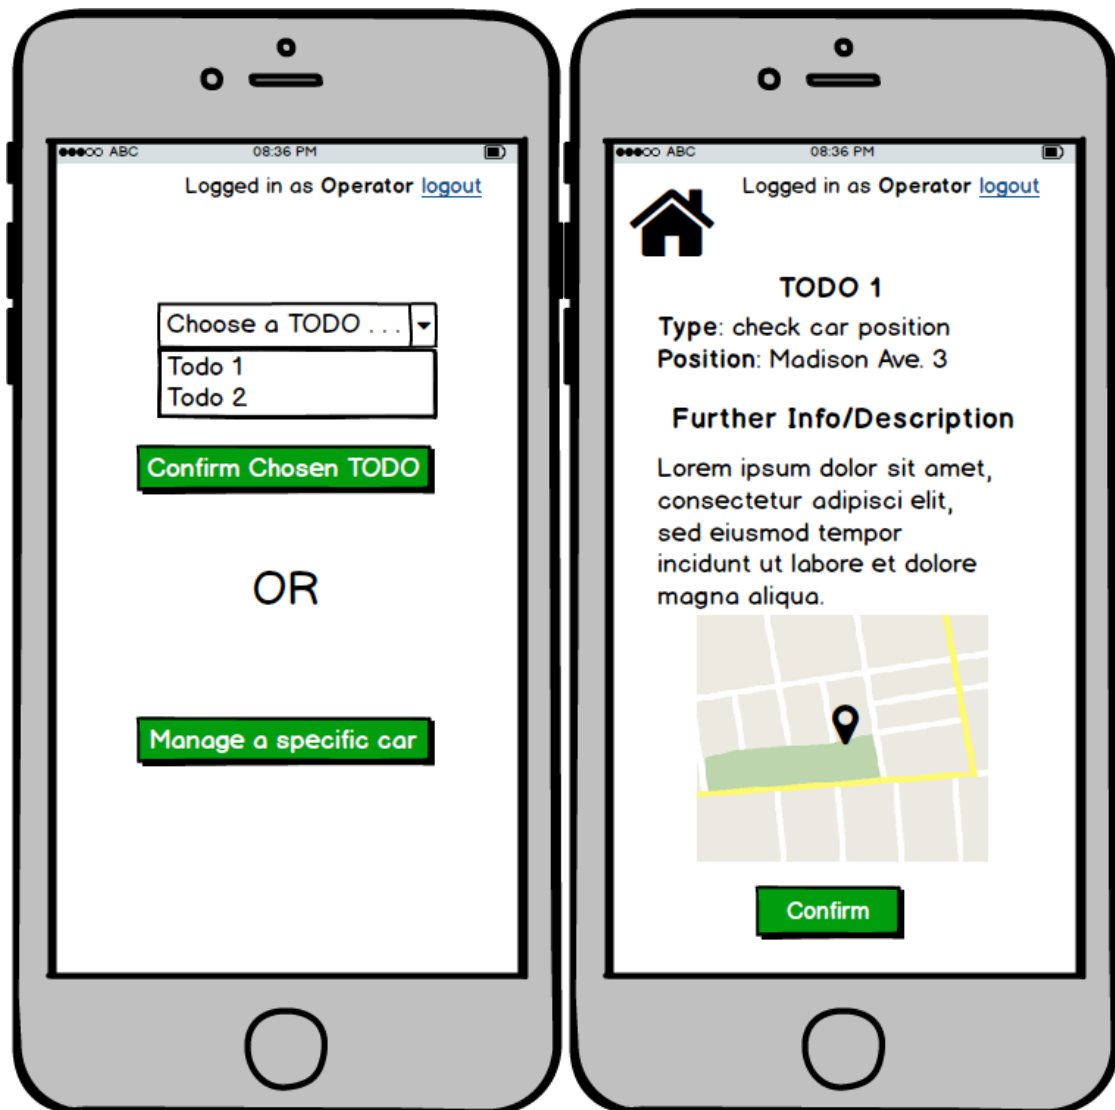 ABC 08:36 PM
Logged in as Operator logout
Choose a TODO . . .
Todo 1
Todo 2
Confirm Chosen TODO
OR
Manage a specific car
ABC 08:36 PM
Logged in as Operator logout
TODO 1
Type: check car position
Position: Madison Ave. 3
Further Info/Description
Lorem ipsum dolor sit amet,
consectetur adipisci elit,
sed eiusmod tempor
incidunt ut labore et dolore
magna aliqua.
Confirm